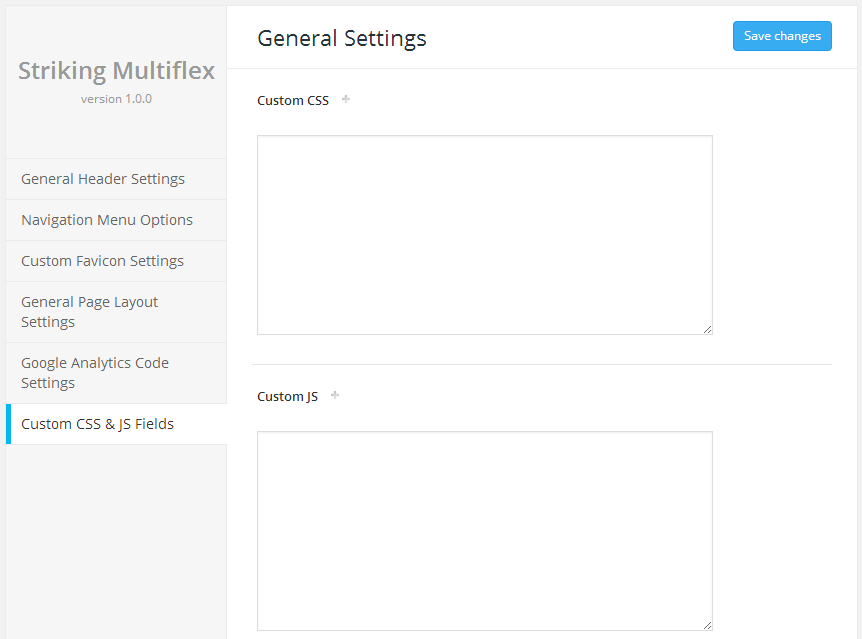 Striking Multiflex
version 1.0.0
General Header Settings
Navigation Menu Options
Custom Favicon Settings
General Page Layout
Settings
Google Analytics Code
Settings
Custom CSS & JS Fields
General Settings
Save changes
Custom CSS
Custom JS